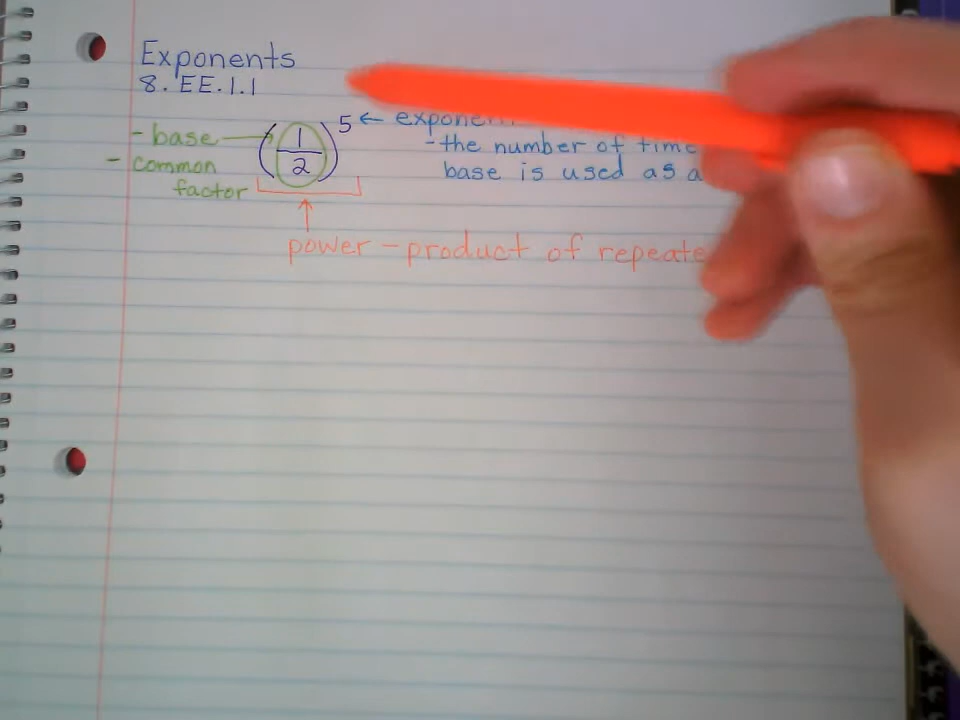 Exponents
8.EE.1.1
- base
(1/2)5 ← exponen
- the number of time
- common
base is used as a
factor
power - product of repeate